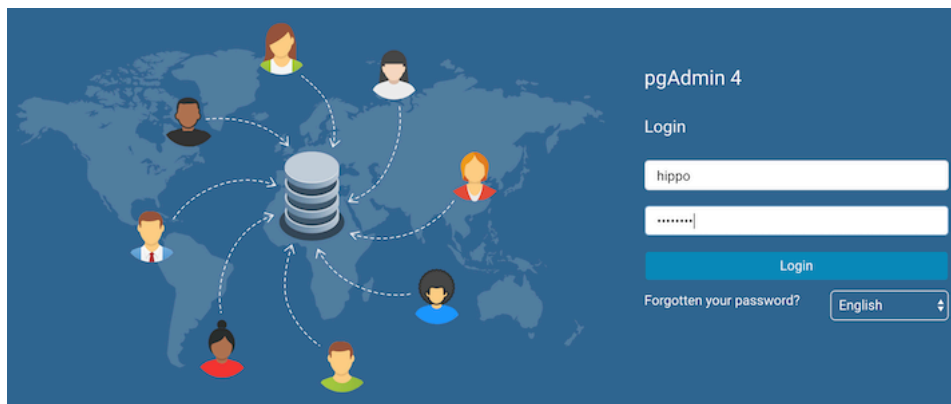 pgAdmin 4
Login
hippo
••••••••
Login
Forgotten your password?
English